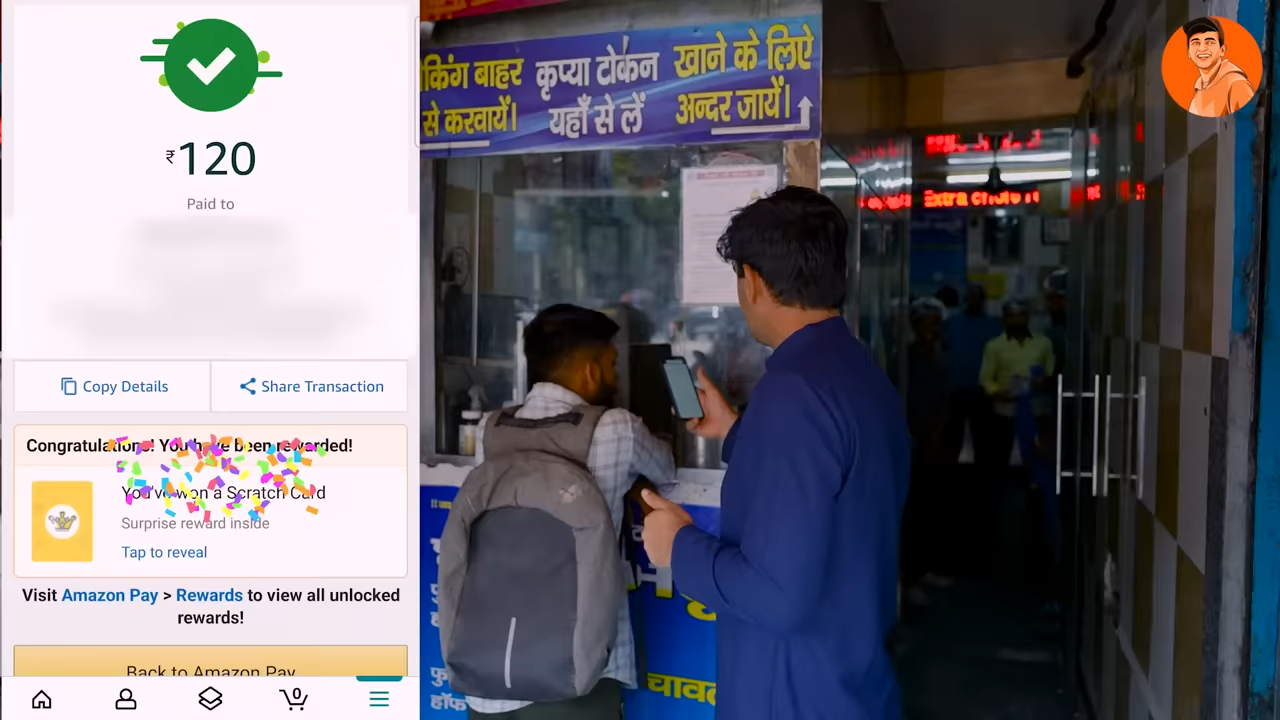 ₹120
Paid to
Copy Details
Share Transaction
Congratulations! You have been rewarded!
You've won a Scratch Card
Surprise reward inside
Tap to reveal
Visit Amazon Pay > Rewards to view all unlocked
rewards!
Back to Amazon Pay
0
किंग बाहर
से करवायें।
कृप्या टोकन
यहाँ से लें
खाने के लिऐ
अन्दर जायें।
Extra
चावल